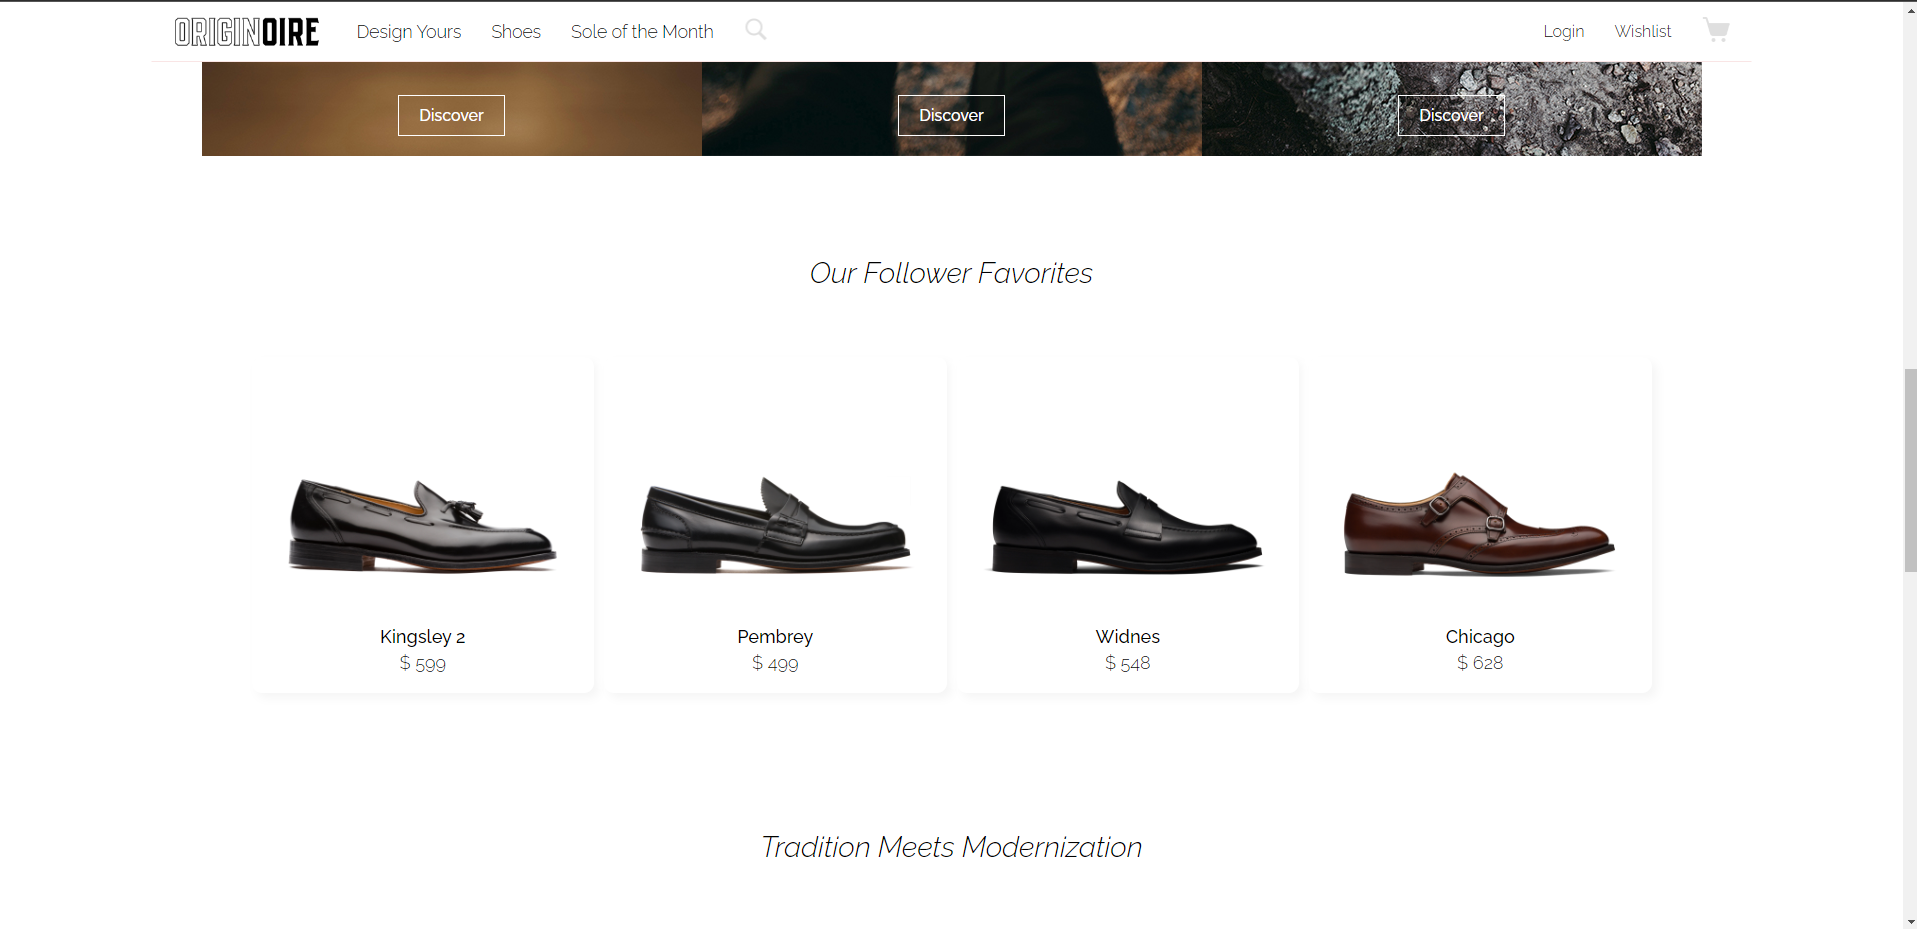 ORIGINOIRE
Design Yours
Shoes
Sole of the Month
Login
Wishlist
Discover
Discover
Discover
Our Follower Favorites
Kingsley 2
$ 599
Pembrey
$ 499
Widnes
$ 548
Chicago
$ 628
Tradition Meets Modernization